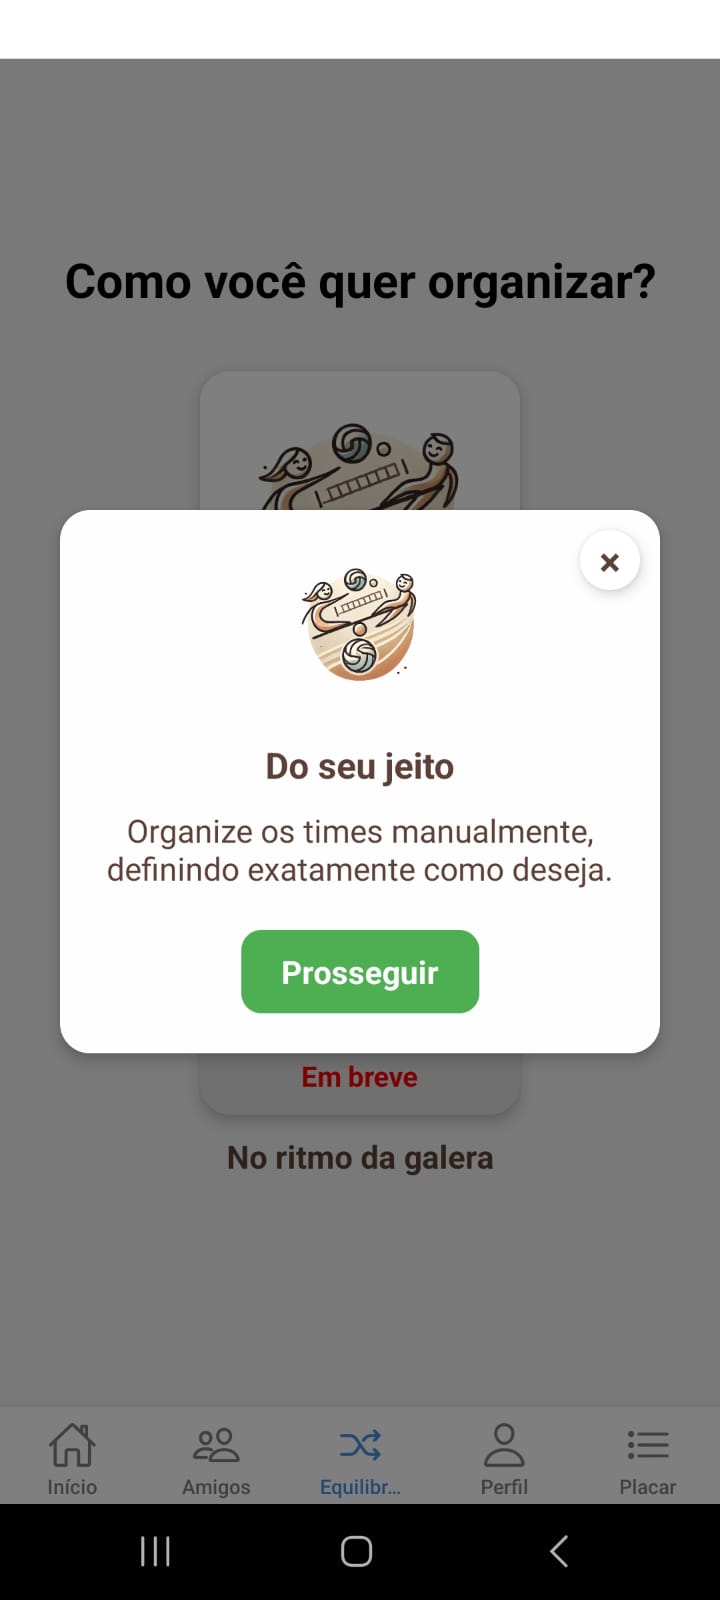 Como você quer organizar?
Do seu jeito
Organize os times manualmente,
definindo exatamente como deseja.
Prosseguir
Em breve
No ritmo da galera
Início
Amigos
Equilibr...
Perfil
Placar